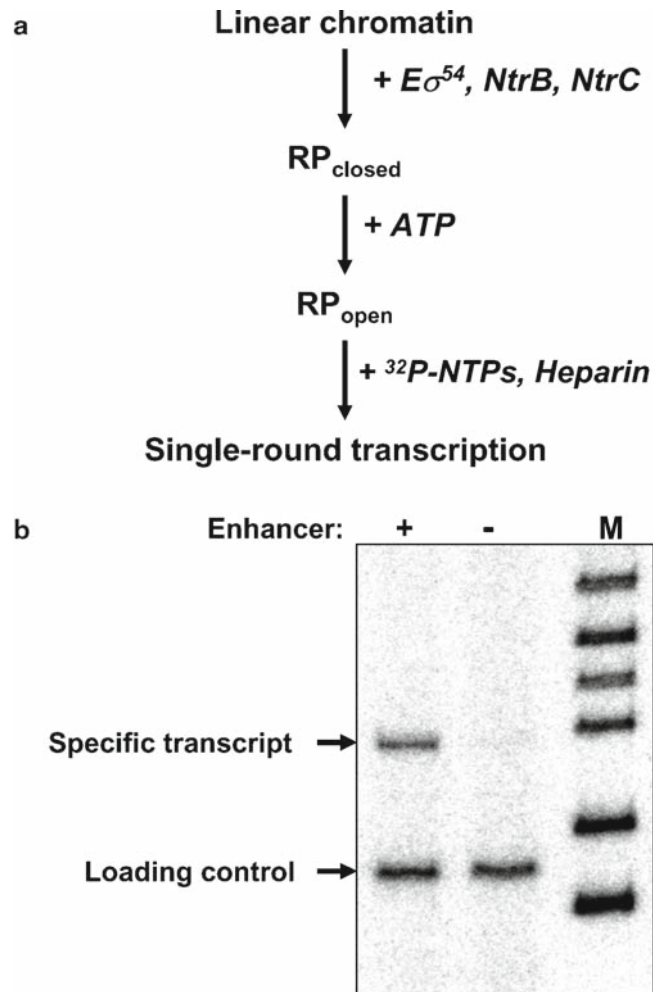 a
Linear chromatin
+ Eσ⁵⁴, NtrB, NtrC
RPclosed
+ ATP
RPopen
+ ³²P-NTPs, Heparin
Single-round transcription
b Enhancer: + - M
Specific transcript
Loading control